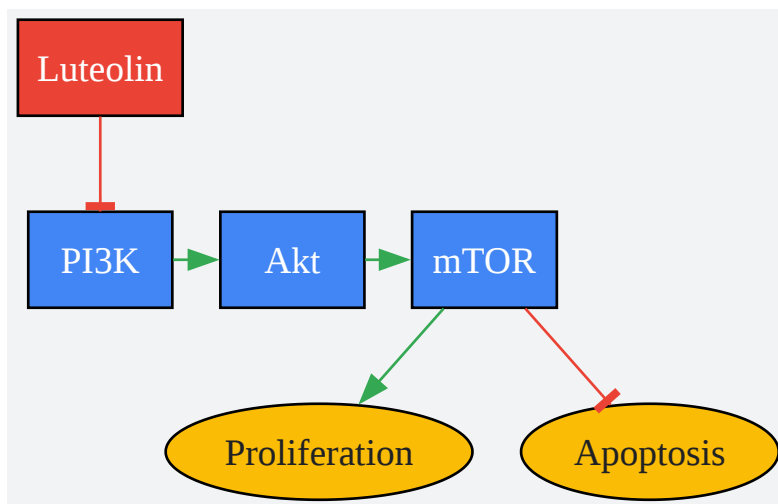 Luteolin
PI3K
Akt
mTOR
Proliferation
Apoptosis